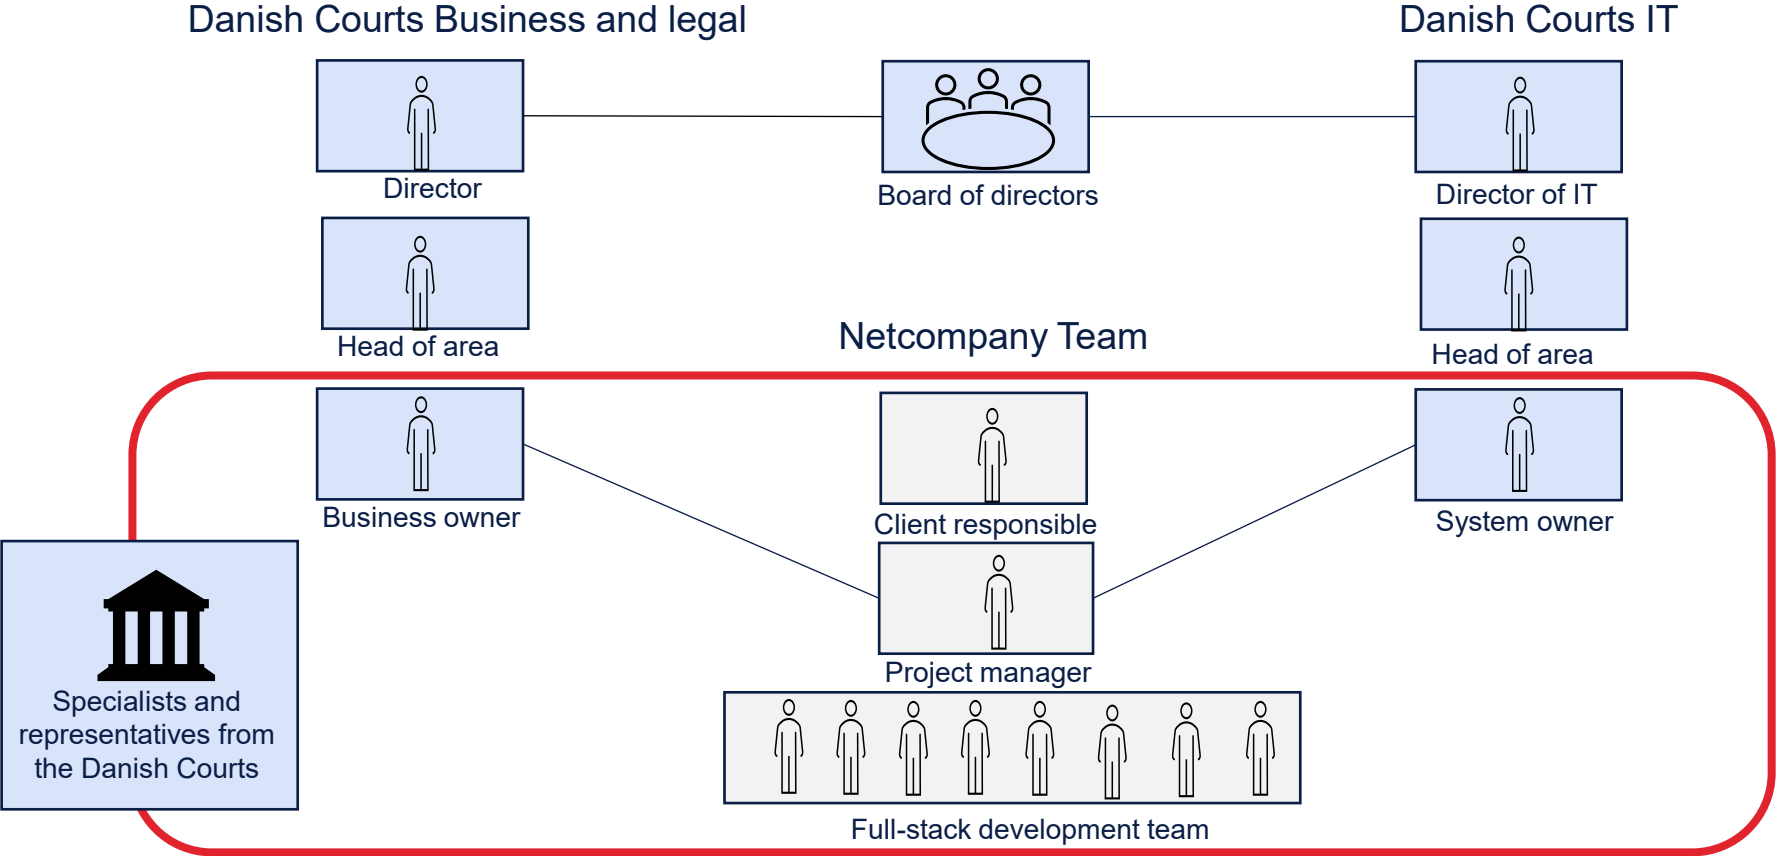 Danish Courts Business and legal
Danish Courts IT
Director
Board of directors
Director of IT
Head of area
Netcompany Team
Head of area
Business owner
Client responsible
System owner
Project manager
Specialists and
representatives from
the Danish Courts
Full-stack development team